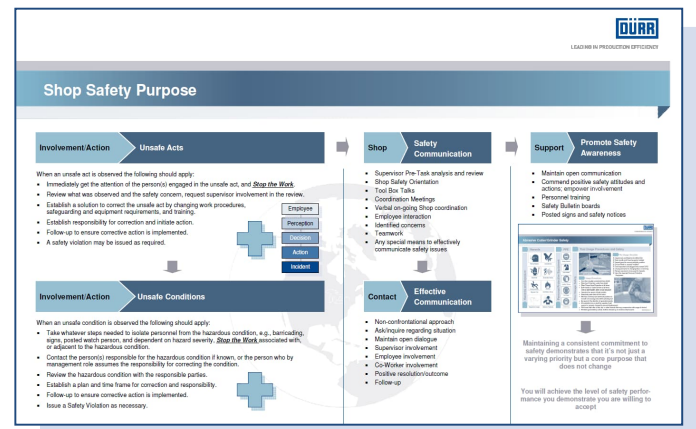 DÜRR
LEADING IN PRODUCTION EFFICIENCY
Shop Safety Purpose
Involvement/Action
Unsafe Acts
When an unsafe act is observed the following should apply:
• Immediately get the attention of the person(s) engaged in the unsafe act, and Stop the Work.
• Review what was observed and the safety concern, request supervisor involvement in the review.
• Establish a solution to correct the unsafe act by changing work procedures,
safeguarding and equipment requirements, and training.
• Establish responsibility for correction and initiate action.
• Follow-up to ensure corrective action is implemented.
• A safety violation may be issued as required.
Employee
Perception
Decision
Action
Incident
Involvement/Action
Unsafe Conditions
When an unsafe condition is observed the following should apply:
• Take whatever steps needed to isolate personnel from the hazardous condition, e.g., barricading,
signs, posted watch person, and dependent on hazard severity, Stop the Work associated with,
or adjacent to the hazardous condition.
• Contact the person(s) responsible for the hazardous condition if known, or the person who by
management role assumes the responsibility for correcting the condition.
• Review the hazardous condition with the responsible parties.
• Establish a plan and time frame for correction and responsibility.
• Follow-up to ensure corrective action is implemented.
• Issue a Safety Violation as necessary.
Shop
Safety
Communication
• Supervisor Pre-Task analysis and review
• Shop Safety Orientation
• Tool Box Talks
• Coordination Meetings
• Verbal on-going Shop coordination
• Employee interaction
• Identified concerns
• Teamwork
• Any special means to effectively
communicate safety issues
Contact
Effective
Communication
• Non-confrontational approach
• Ask/Inquire regarding situation
• Maintain open dialogue
• Supervisor involvement
• Employee involvement
• Co-Worker involvement
• Positive resolution/outcome
• Follow-up
Support
Promote Safety
Awareness
• Maintain open communication
• Command positive safety attitudes and
actions; empower involvement
• Personnel training
• Safety Bulletin boards
• Posted signs and safety notices
Maintaining a consistent commitment to
safety demonstrates that it's not just a
varying priority but a core purpose that
does not change
You will achieve the level of safety perfor-
mance you demonstrate you are willing to
accept